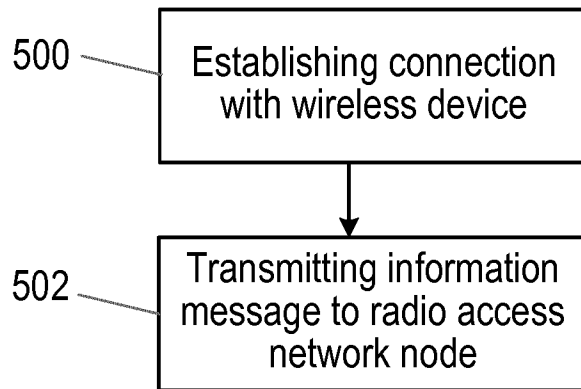 500
Establishing connection
with wireless device
502
Transmitting information
message to radio access
network node